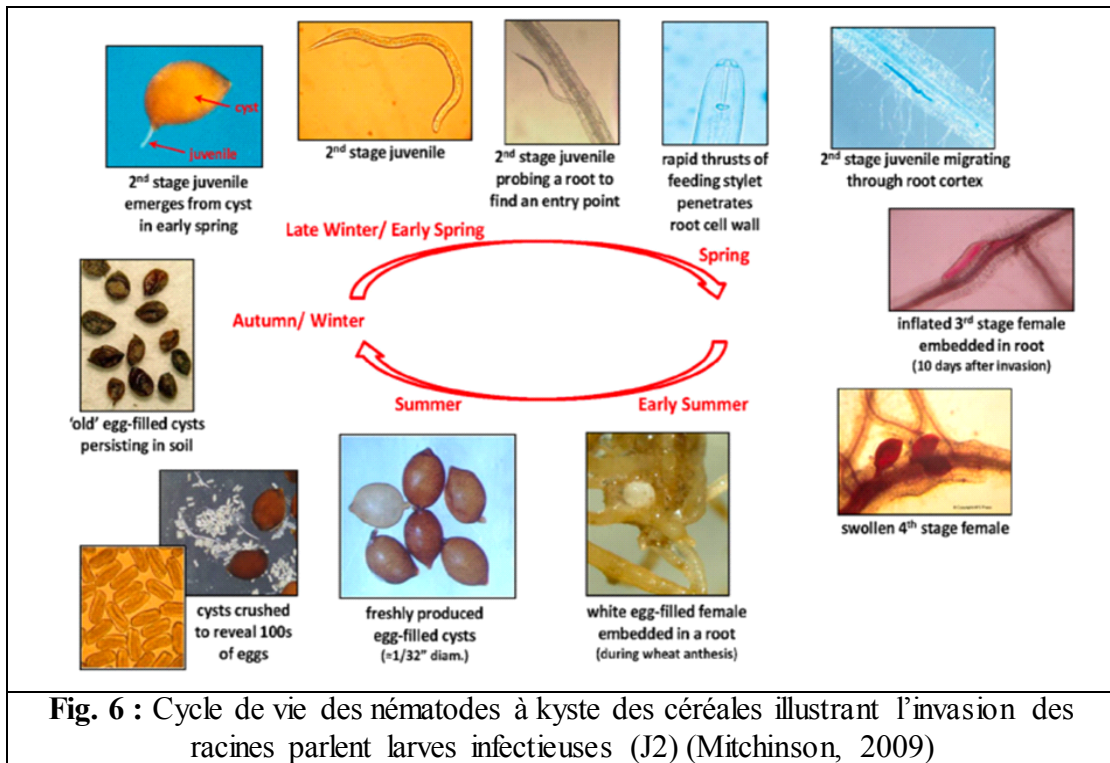 cyst
juvenile
2nd stage juvenile
emerges from cyst
in early spring
2nd stage juvenile
2nd stage juvenile
probing a root to
find an entry point
rapid thrusts of
feeding stylet
penetrates
root cell wall
2nd stage juvenile migrating
through root cortex
Late Winter/ Early Spring
Spring
Autumn/ Winter
Summer
Early Summer
inflated 3rd stage female
embedded in root
(10 days after invasion)
swollen 4th stage female
'old' egg-filled cysts
persisting in soil
cysts crushed
to reveal 100s
of eggs
freshly produced
egg-filled cysts
(=1/32" diam.)
white egg-filled female
embedded in a root
(during wheat anthesis)
Fig. 6 : Cycle de vie des nématodes à kyste des céréales illustrant l'invasion des
racines parlent larves infectieuses (J2) (Mitchinson, 2009)